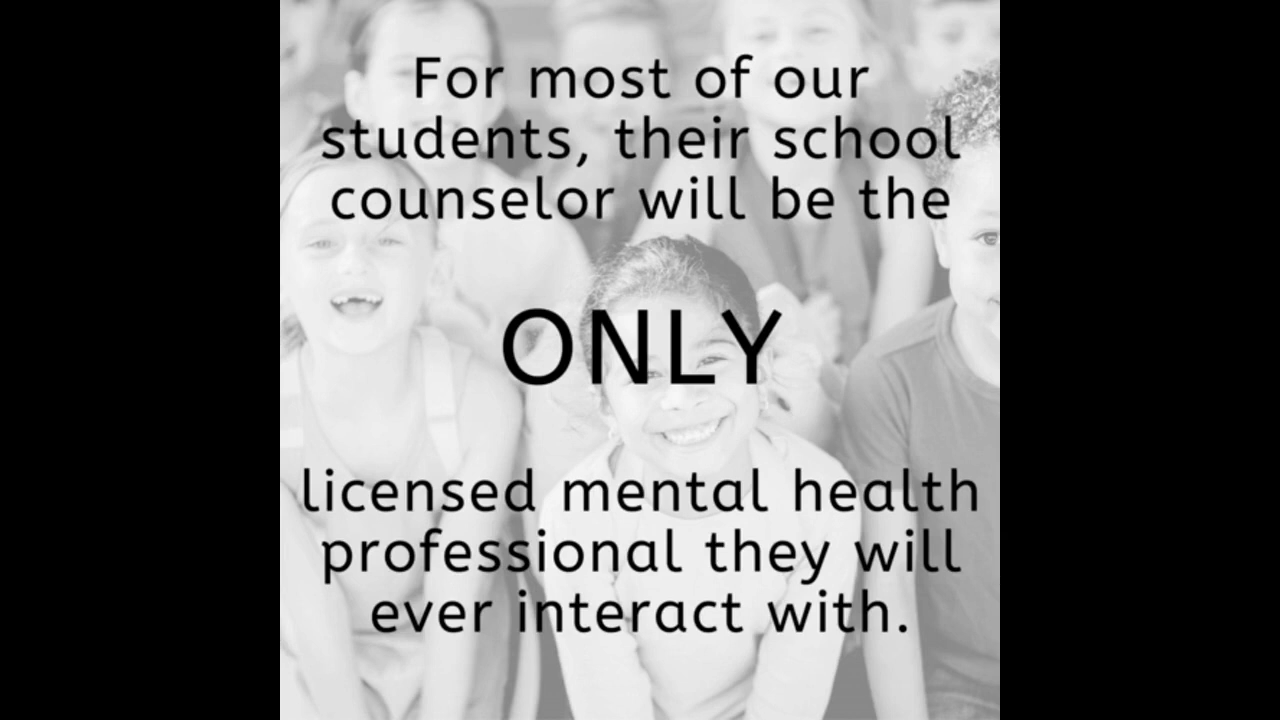 For most of our
students, their school
counselor will be the
ONLY
licensed mental health
professional they will
ever interact with.